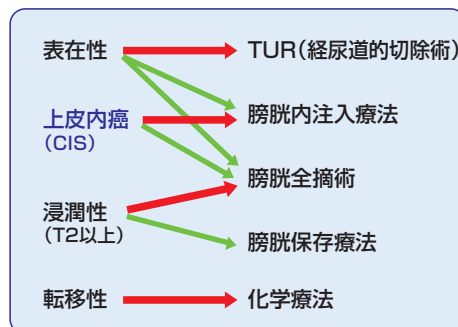 表在性
TUR(経尿道的切除術)
上皮内癌
(CIS)
膀胱内注入療法
膀胱全摘術
浸潤性
(T2以上)
膀胱保存療法
転移性
化学療法